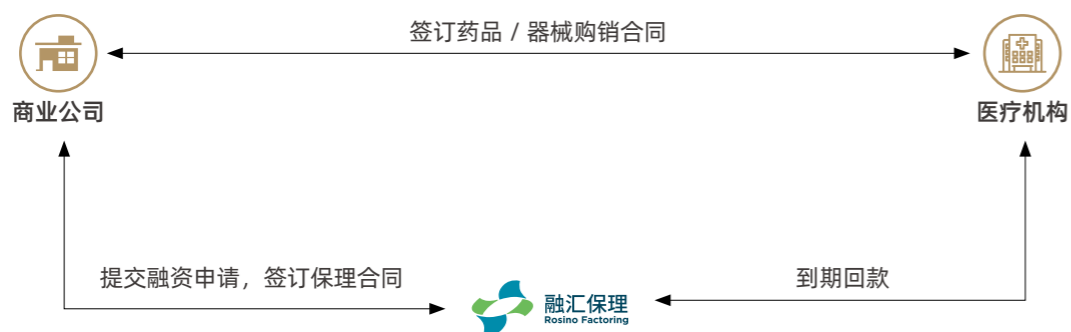 签订药品 / 器械购销合同
商业公司
医疗机构
提交融资申请，签订保理合同
到期回款
融汇保理
Rosino Factoring